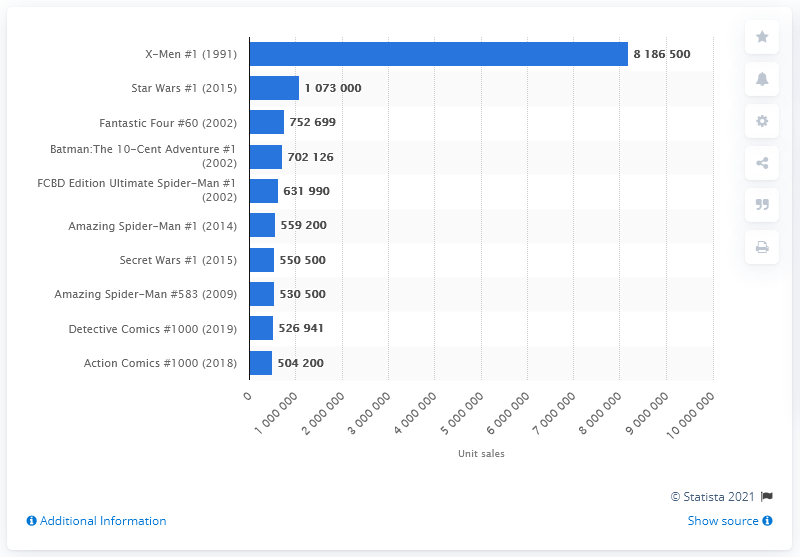 X-Men #1 (1991)
8 186 500
Star Wars #1 (2015)
1 073 000
Fantastic Four #60 (2002)
752 699
Batman:The 10-Cent Adventure #1
(2002)
702 126
FCBD Edition Ultimate Spider-Man #1
(2002)
631 990
Amazing Spider-Man #1 (2014)
559 200
Secret Wars #1 (2015)
550 500
Amazing Spider-Man #583 (2009)
530 500
Detective Comics #1000 (2019)
526 941
Action Comics #1000 (2018)
504 200
0
1 000 000
2 000 000
3 000 000
4 000 000
5 000 000
6 000 000
7 000 000
8 000 000
9 000 000
10 000 000
Unit sales
© Statista 2021
Additional Information
Show source